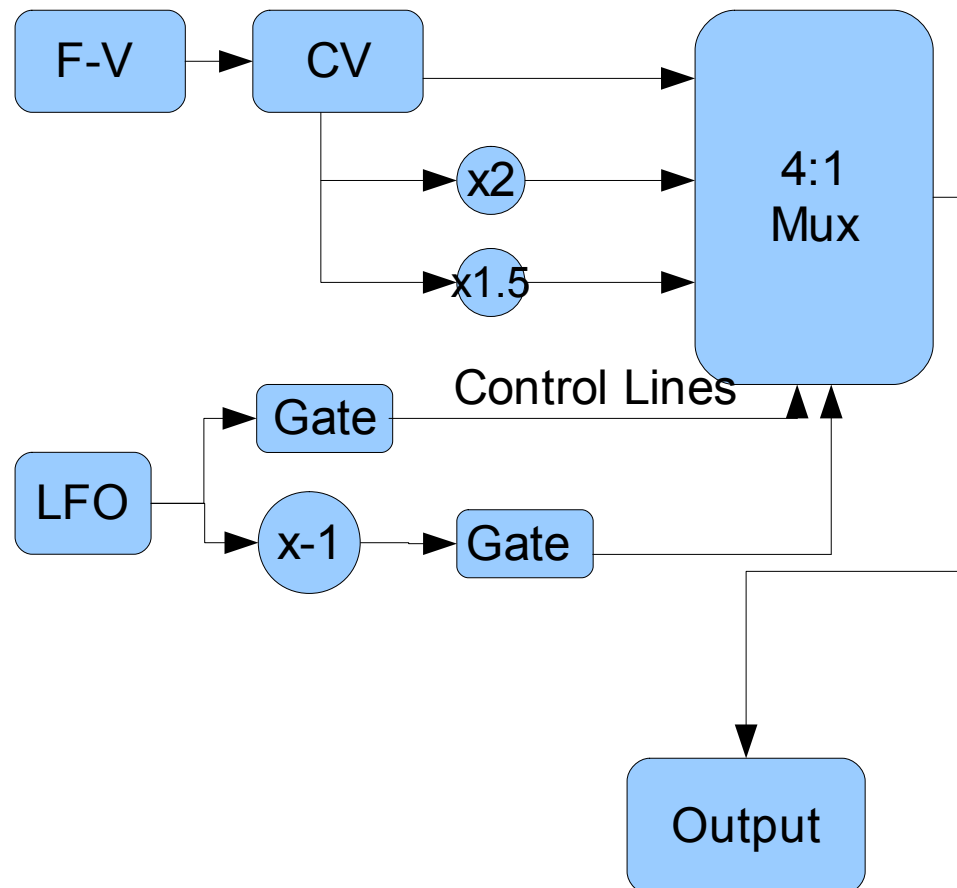 F-V
CV
x2
x1.5
4:1
Mux
Control Lines
Gate
LFO
x-1
Gate
Output